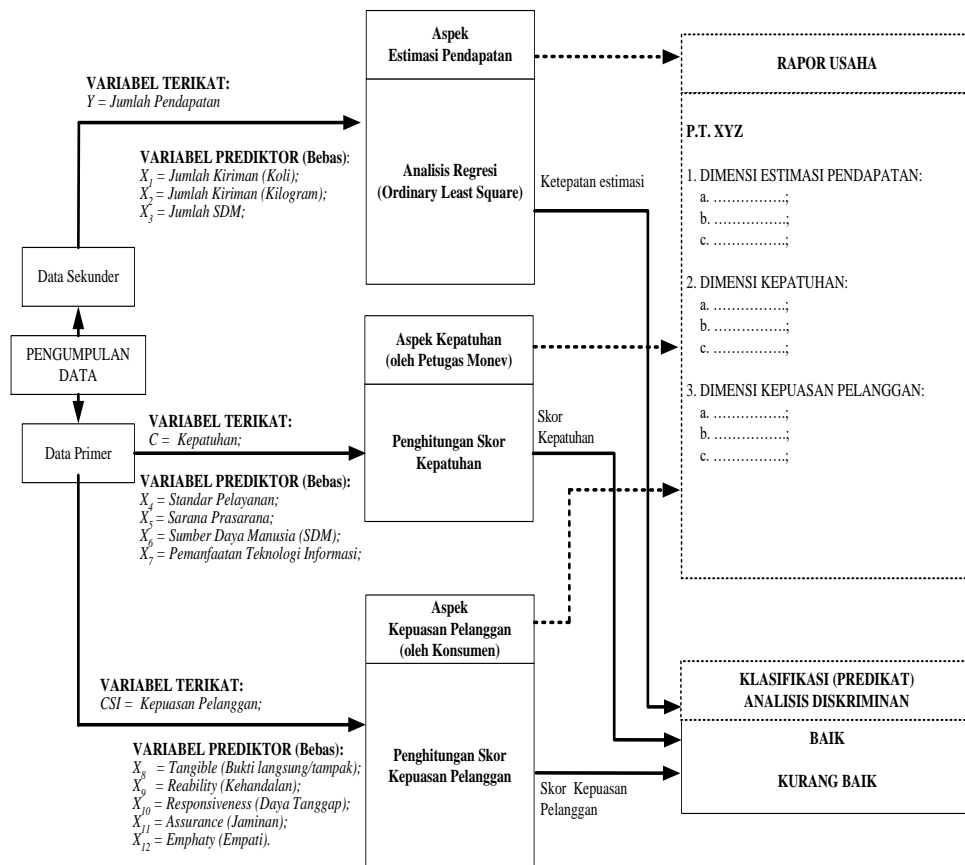 Aspek
Estimasi Pendapatan
RAPOR USAHA
VARIABEL TERIKAT:
Y = Jumlah Pendapatan
VARIABEL PREDIKTOR (Bebas):
X1 = Jumlah Kiriman (Koli);
X2 = Jumlah Kiriman (Kilogram);
X3 = Jumlah SDM;
Analisis Regresi
(Ordinary Least Square)
Ketepatan estimasi
P.T. XYZ
1. DIMENSI ESTIMASI PENDAPATAN:
a. …………….;
b. …………….;
c. …………….;
2. DIMENSI KEPATUHAN:
a. …………….;
b. …………….;
c. …………….;
3. DIMENSI KEPUASAN PELANGGAN:
a. …………….;
b. …………….;
c. …………….;
Data Sekunder
PENGUMPULAN
DATA
Data Primer
Aspek Kepatuhan
(oleh Petugas Monev)
VARIABEL TERIKAT:
C = Kepatuhan;
VARIABEL PREDIKTOR (Bebas):
X4 = Standar Pelayanan;
X5 = Sarana Prasarana;
X6 = Sumber Daya Manusia (SDM);
X7 = Pemanfaatan Teknologi Informasi;
Penghitungan Skor
Kepatuhan
Skor
Kepatuhan
Aspek
Kepuasan Pelanggan
(oleh Konsumen)
VARIABEL TERIKAT:
CSI = Kepuasan Pelanggan;
VARIABEL PREDIKTOR (Bebas):
X8 = Tangible (Bukti langsung/tampak);
X9 = Reability (Kehandalan);
X10 = Responsiveness (Daya Tanggap);
X11 = Assurance (Jaminan);
X12 = Emphaty (Empati).
Penghitungan Skor
Kepuasan Pelanggan
Skor Kepuasan
Pelanggan
KLASIFIKASI (PREDIKAT)
ANALISIS DISKRIMINAN
BAIK
KURANG BAIK